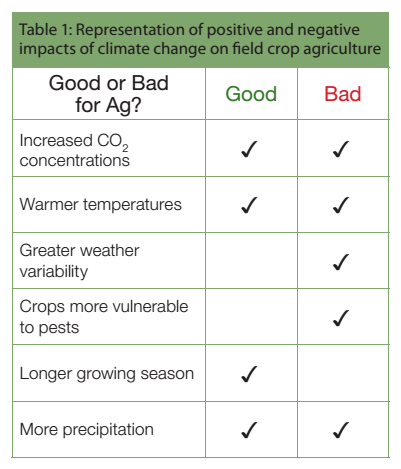 Table 1: Representation of positive and negative
impacts of climate change on field crop agriculture
Good or Bad
for Ag?
Good
Bad
Increased CO₂
concentrations
✓ ✓
Warmer temperatures ✓ ✓
Greater weather
variability
✓
Crops more vulnerable
to pests
✓
Longer growing season ✓
More precipitation ✓ ✓